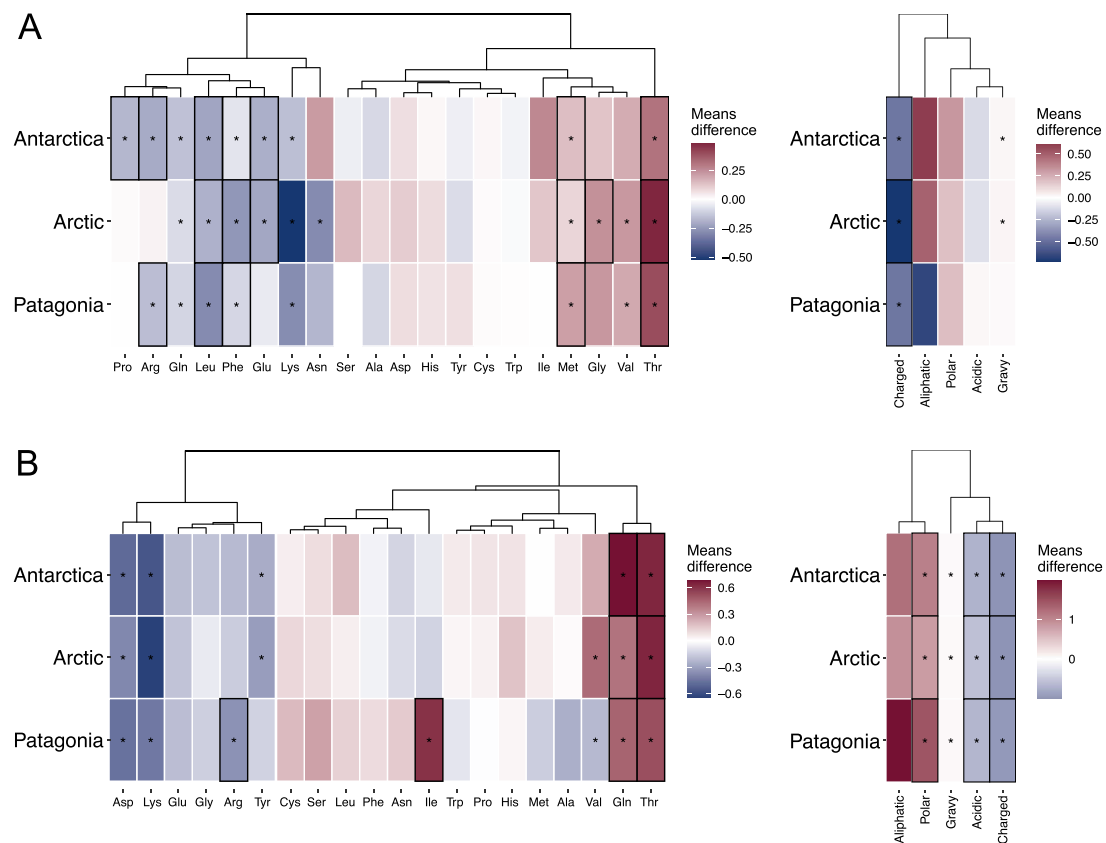 A
Means
difference
Antarctica
Arctic
Patagonia
0.25
0.00
−0.25
−0.50
Pro Arg Gln Leu Phe Glu Lys Asn Ser Ala Asp His Tyr Cys Trp Ile Met Gly Val Thr
Means
difference
Antarctica
Arctic
Patagonia
0.50
0.25
0.00
−0.25
−0.50
Charged
Aliphatic
Polar
Acidic
Gravy
B
Means
difference
Antarctica
Arctic
Patagonia
0.6
0.3
0.0
−0.3
−0.6
Asp Lys Glu Gly Arg Tyr Cys Ser Leu Phe Asn Ile Trp Pro His Met Ala Val Gln Thr
Means
difference
Antarctica
Arctic
Patagonia
1
0
Aliphatic
Polar
Gravy
Acidic
Charged